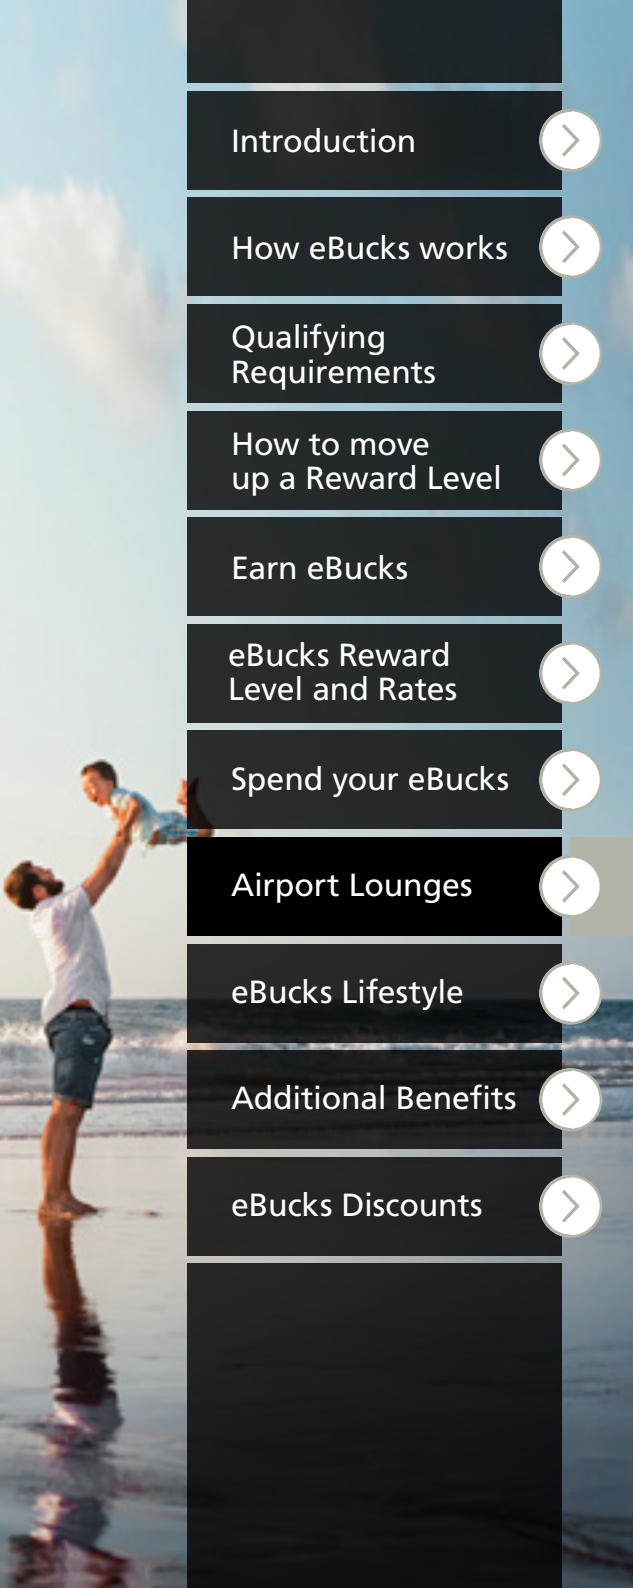 Introduction
How eBucks works
Qualifying
Requirements
How to move
up a Reward Level
Earn eBucks
eBucks Reward
Level and Rates
Spend your eBucks
Airport Lounges
eBucks Lifestyle
Additional Benefits
eBucks Discounts